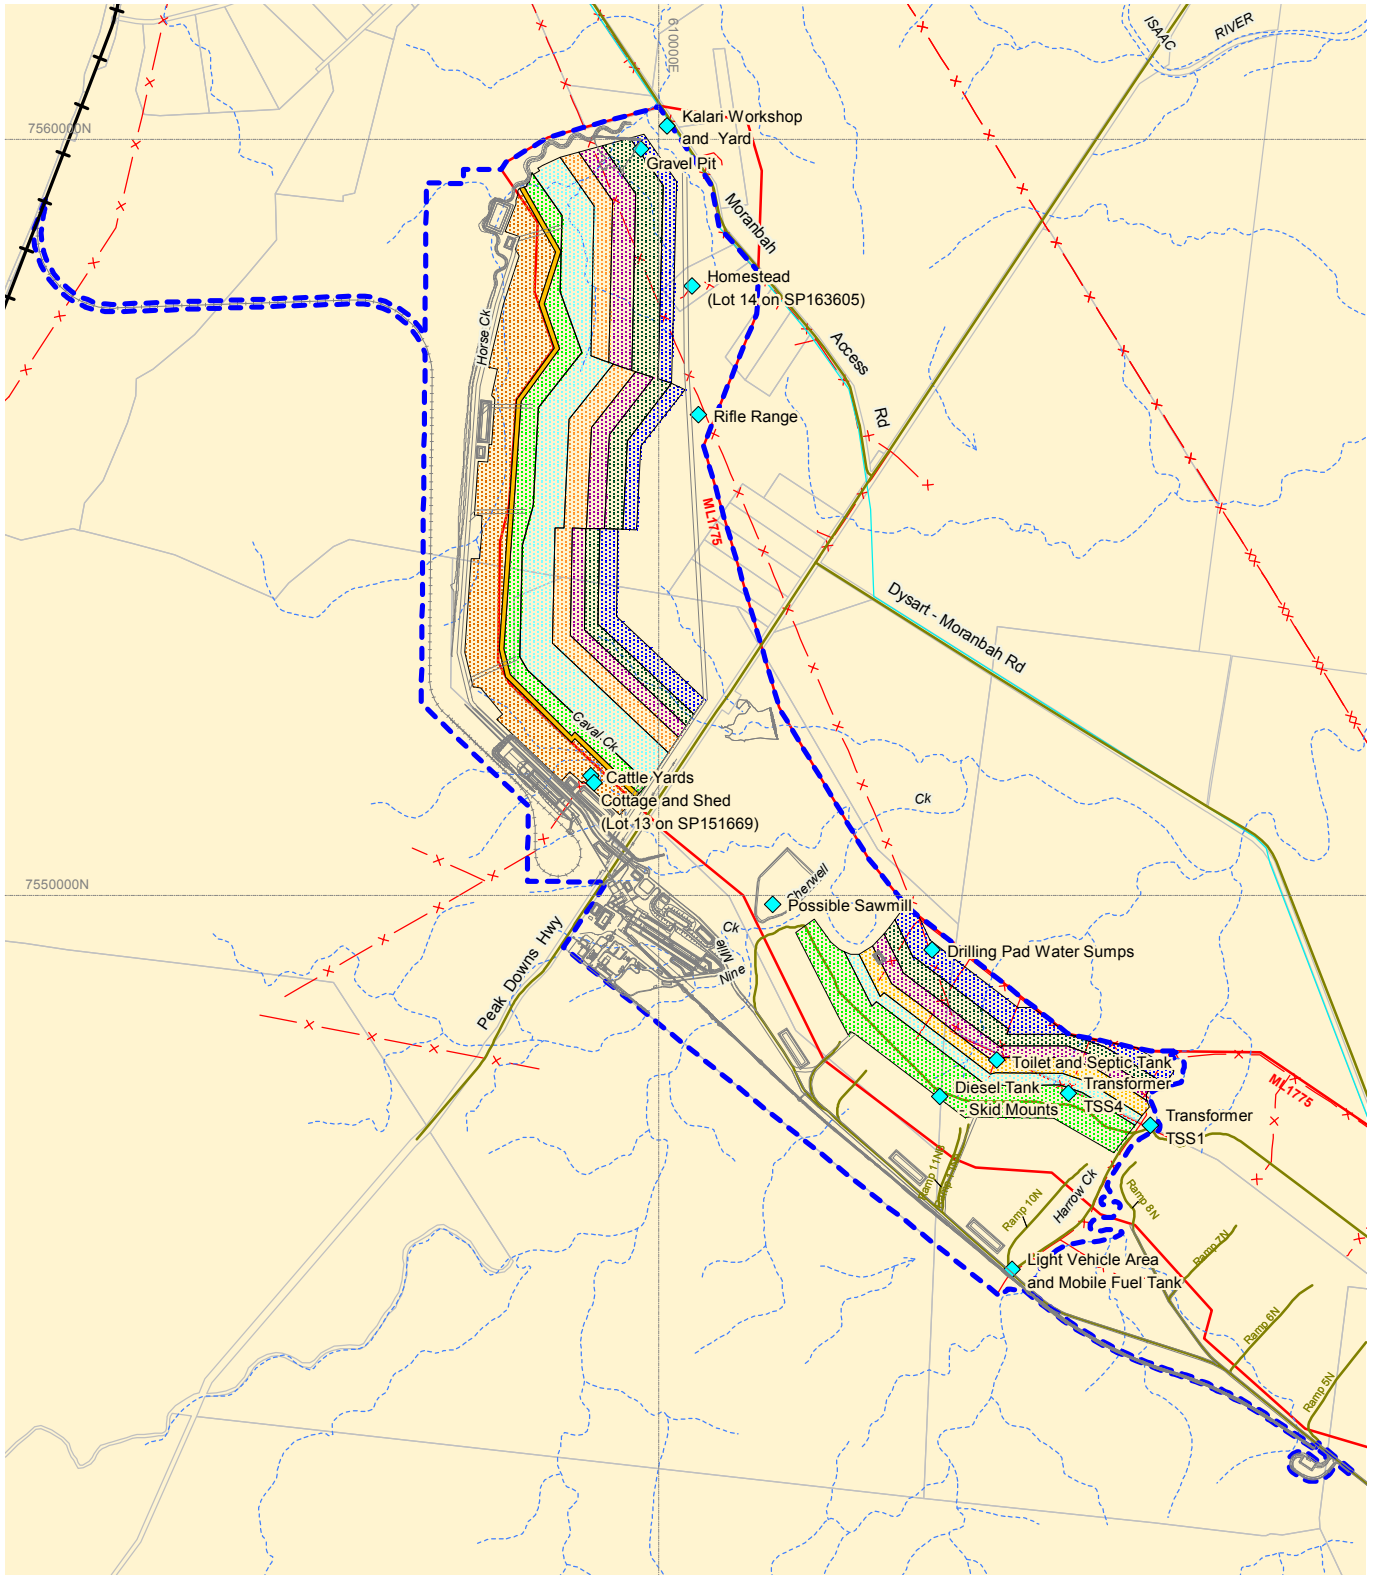 ISAAC
RIVER
610000E
7560000N
Kalari Workshop
and Yard
Gravel Pit
Moranbah
Access
Rd
Homestead
(Lot 14 on SP163605)
Horse Ck
Rifle Range
ML1775
Dysart - Moranbah Rd
Caval Ck
Cattle Yards
Cottage and Shed
(Lot 13 on SP151669)
Ck
Cherwell
7550000N
Possible Sawmill
Peak Downs Hwy
Ck
Mile
Nine
Drilling Pad Water Sumps
Toilet and Septic Tank
Diesel Tank
- Skid Mounts
Transformer
TSS4
ML1775
Transformer
TSS1
Ramp 11NB
Ramp 10N
Harrow Ck
Ramp 8N
Ramp 7N
Light Vehicle Area
and Mobile Fuel Tank
Ramp 6N
Ramp 5N